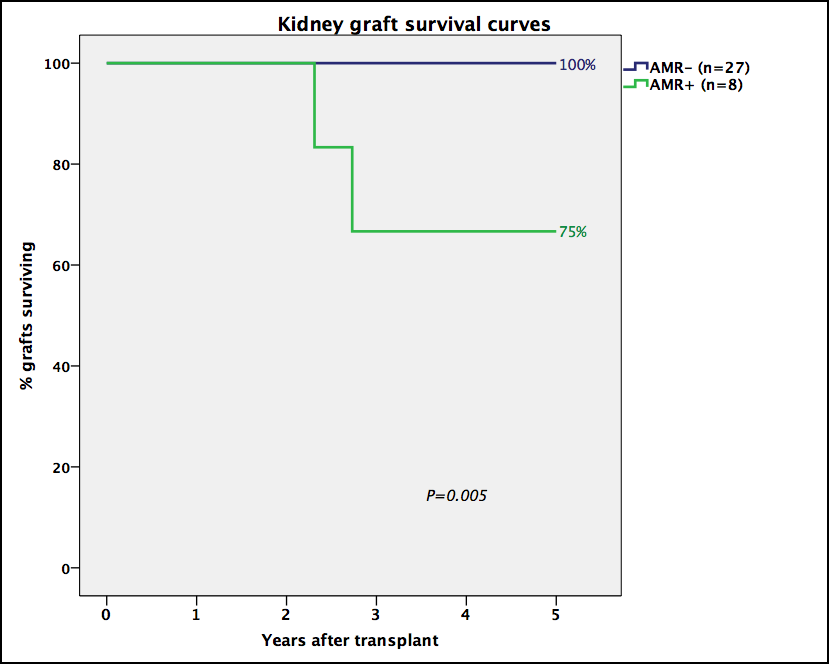 Kidney graft survival curves
100
80
60
40
20
0
% grafts surviving
100%
75%
P=0.005
AMR- (n=27)
AMR+ (n=8)
0 1 2 3 4 5
Years after transplant